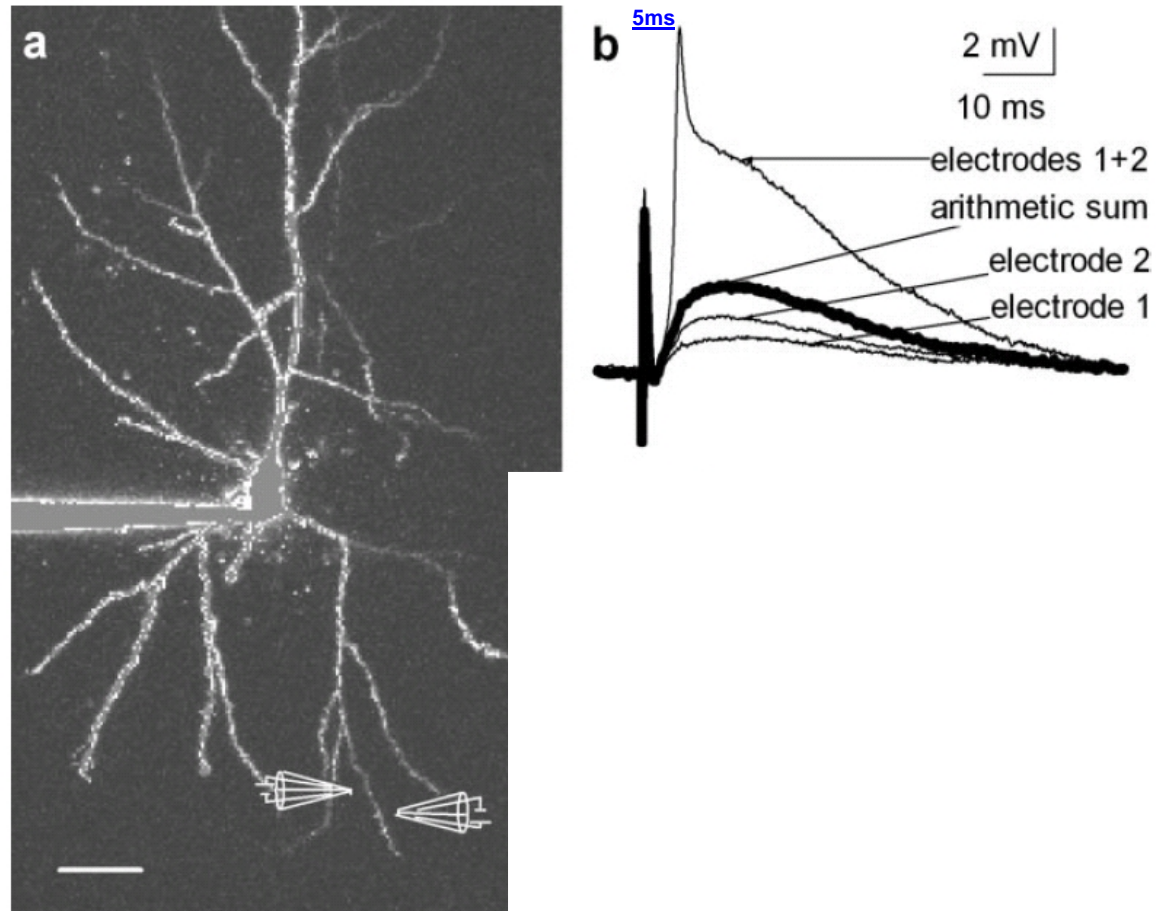 a
5ms
b
2 mV
10 ms
electrodes 1+2
arithmetic sum
electrode 2
electrode 1